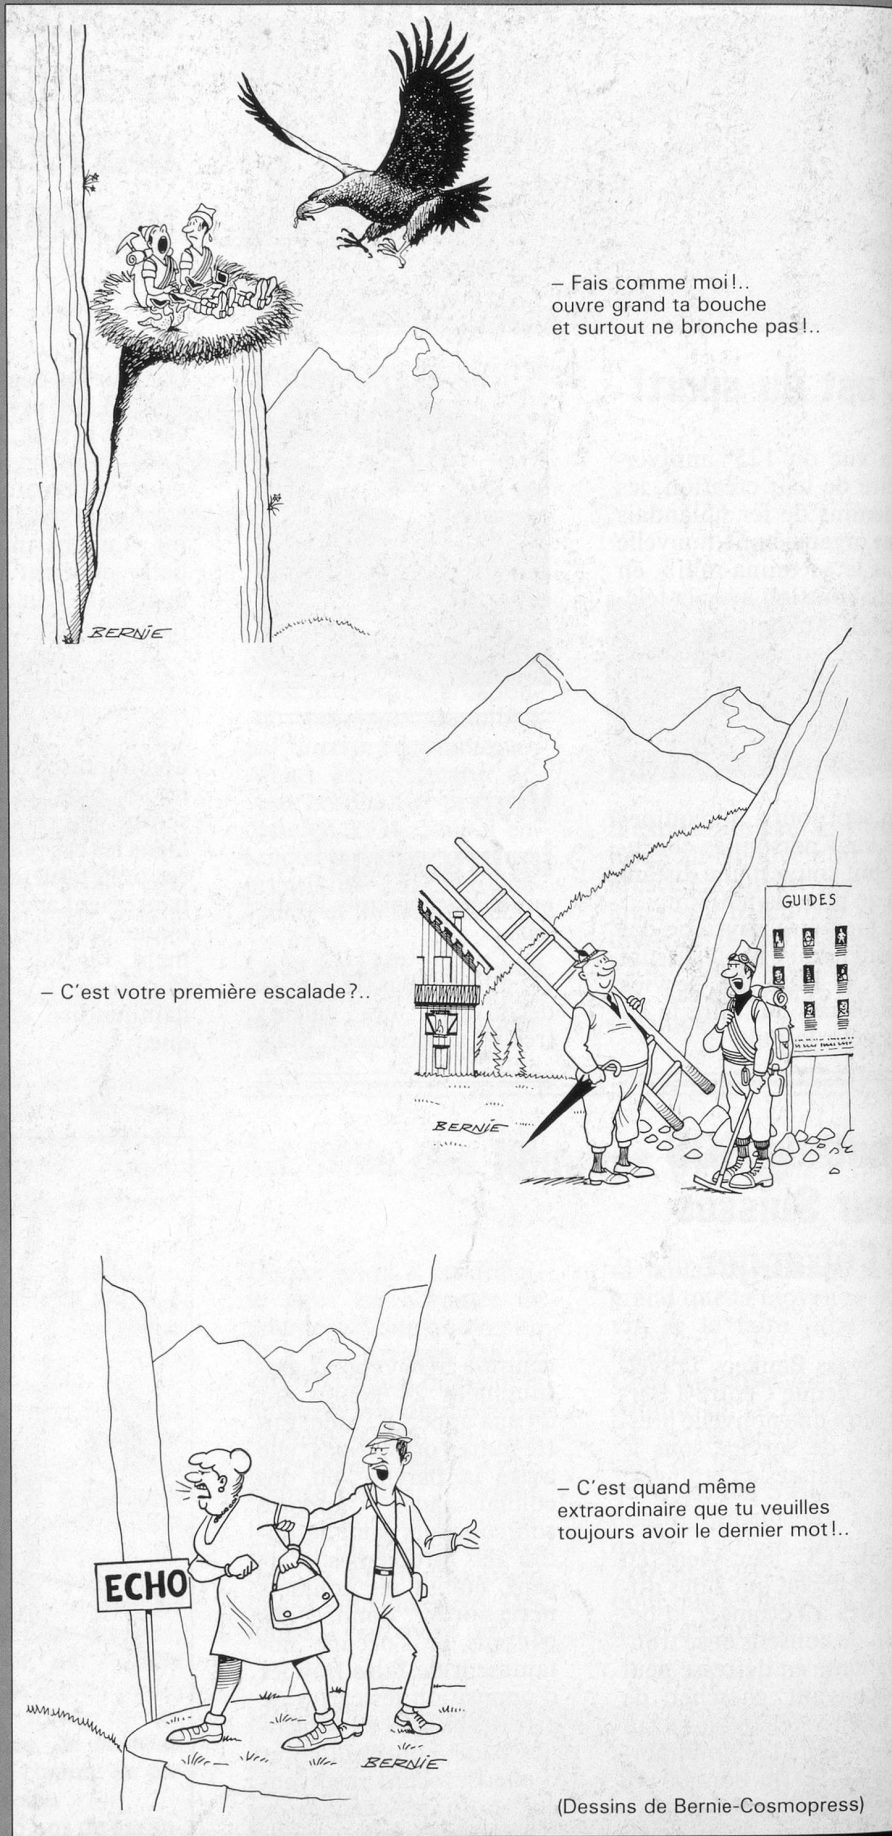 – Fais comme moi!..
ouvre grand ta bouche
et surtout ne bronche pas!..
BERNIE
GUIDES
– C'est votre première escalade?..
BERNIE
– C'est quand même
extraordinaire que tu veuilles
toujours avoir le dernier mot!..
ECHO
BERNIE
(Dessins de Bernie-Cosmopress)